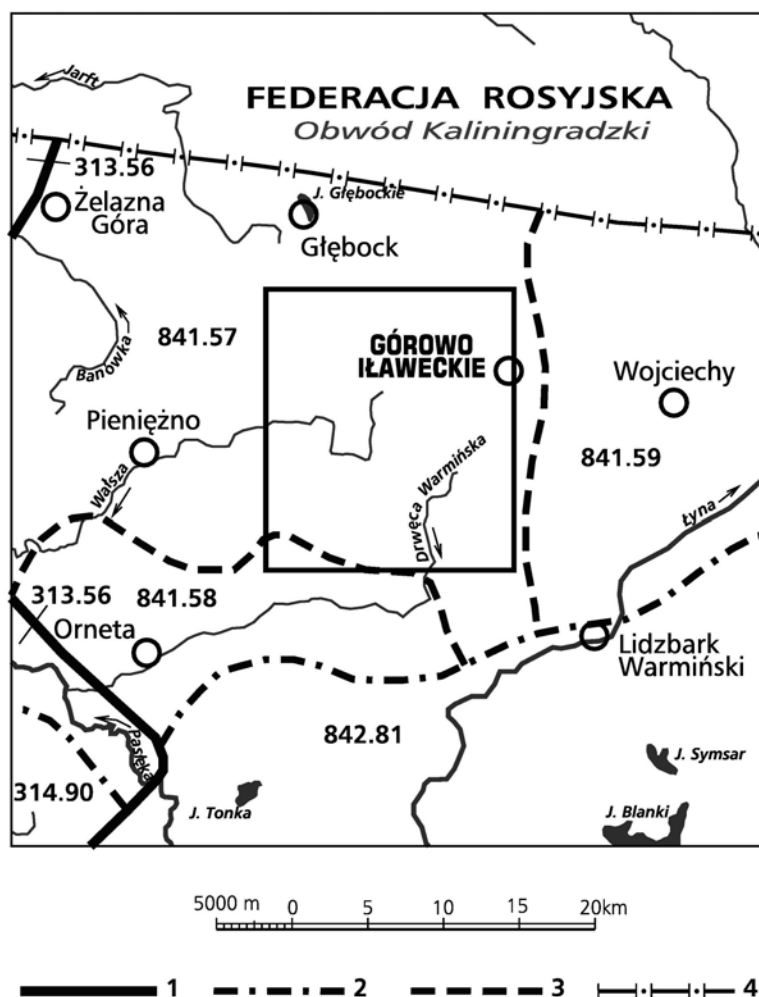 Jarft
FEDERACJA ROSYJSKA
Obwód Kaliningradzki
313.56
Żelazna
Góra
J. Głębockie
Głębock
841.57
Banówka
GÓROWO
IŁAWECKIE
Wojciechy
Pieniężno
841.59
Wałsza
Drwęca Warmińska
Łyna
313.56
841.58
Orneta
Lidzbark
Warmiński
842.81
Pasłęka
314.90
J. Tonka
J. Symsar
J. Blanki
5000 m 0 5 10 15 20km
1 2 3 4